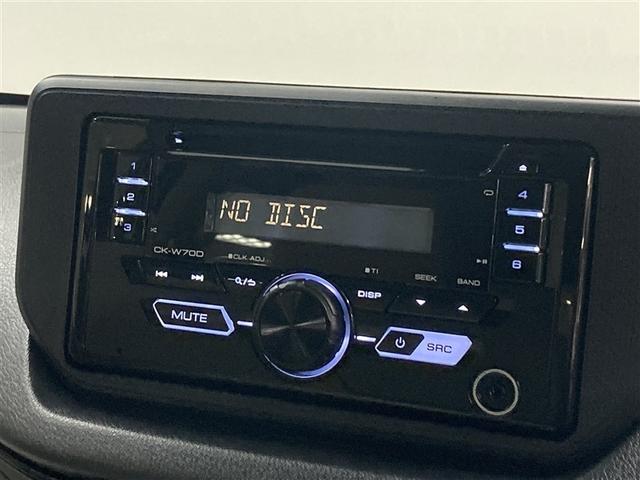 1
2
3
NO DISC
4
5
6
CK-W70D
CLK-ADJ
TI
SEEK
BAND
DISP
MUTE
SRC